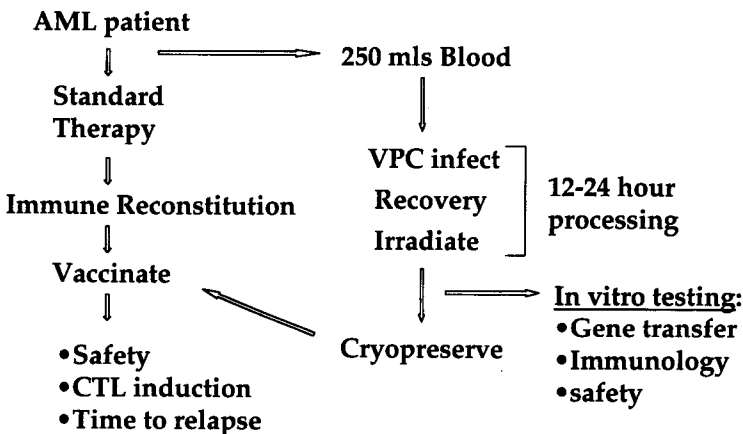 AML patient
250 mls Blood
Standard
Therapy
VPC infect
Recovery
Irradiate
12-24 hour
processing
Immune Reconstitution
Vaccinate
In vitro testing:
•Gene transfer
•Immunology
•safety
Cryopreserve
•Safety
•CTL induction
•Time to relapse